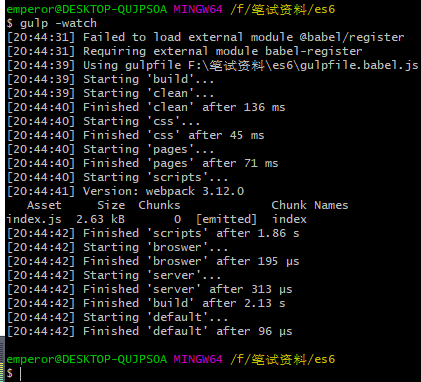 emperor@DESKTOP-QUJPSOA MINGW64 /f/笔试资料/es6
$ gulp -watch
[20:44:31] Failed to load external module @babel/register
[20:44:31] Requiring external module babel-register
[20:44:39] Using gulpfile F:\笔试资料\es6\gulpfile.babel.js
[20:44:39] Starting 'build'...
[20:44:39] Starting 'clean'...
[20:44:40] Finished 'clean' after 136 ms
[20:44:40] Starting 'css'...
[20:44:40] Finished 'css' after 45 ms
[20:44:40] Starting 'pages'...
[20:44:40] Finished 'pages' after 71 ms
[20:44:40] Starting 'scripts'...
[20:44:41] Version: webpack 3.12.0
Asset Size Chunks Chunk Names
index.js 2.63 kB 0 [emitted] index
[20:44:42] Finished 'scripts' after 1.86 s
[20:44:42] Starting 'broswer'...
[20:44:42] Finished 'broswer' after 195 μs
[20:44:42] Starting 'server'...
[20:44:42] Finished 'server' after 313 μs
[20:44:42] Finished 'build' after 2.13 s
[20:44:42] Starting 'default'...
[20:44:42] Finished 'default' after 96 μs
emperor@DESKTOP-QUJPSOA MINGW64 /f/笔试资料/es6
$